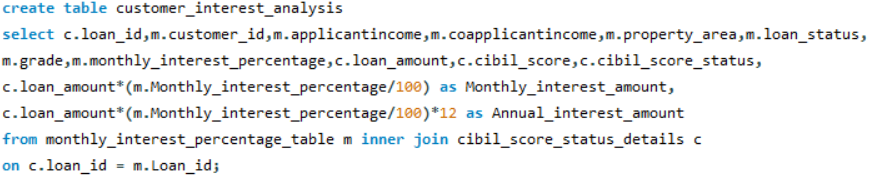 create table customer_interest_analysis
select c.loan_id,m.customer_id,m.applicantincome,m.coapplicantincome,m.property_area,m.loan_status,
m.grade,m.monthly_interest_percentage,c.loan_amount,c.cibil_score,c.cibil_score_status,
c.loan_amount*(m.Monthly_interest_percentage/100) as Monthly_interest_amount,
c.loan_amount*(m.Monthly_interest_percentage/100)*12 as Annual_interest_amount
from monthly_interest_percentage_table m inner join cibil_score_status_details c
on c.loan_id = m.Loan_id;